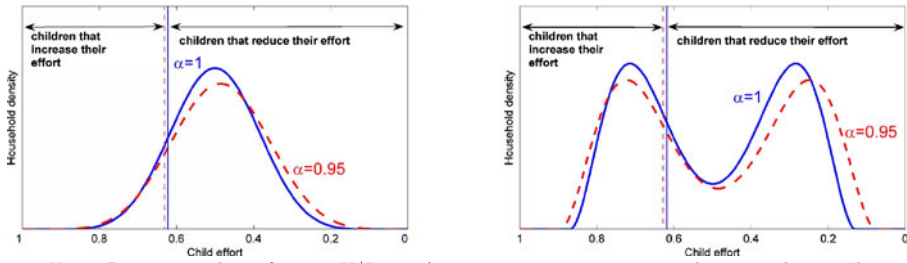 children that
increase their
effort
children that reduce their effort
α=1
α=0.95
Household density
1 0.8 0.6 0.4 0.2 0
Child effort
children that
increase their
effort
children that reduce their effort
α=1
α=0.95
Household density
1 0.8 0.6 0.4 0.2 0
Child effort